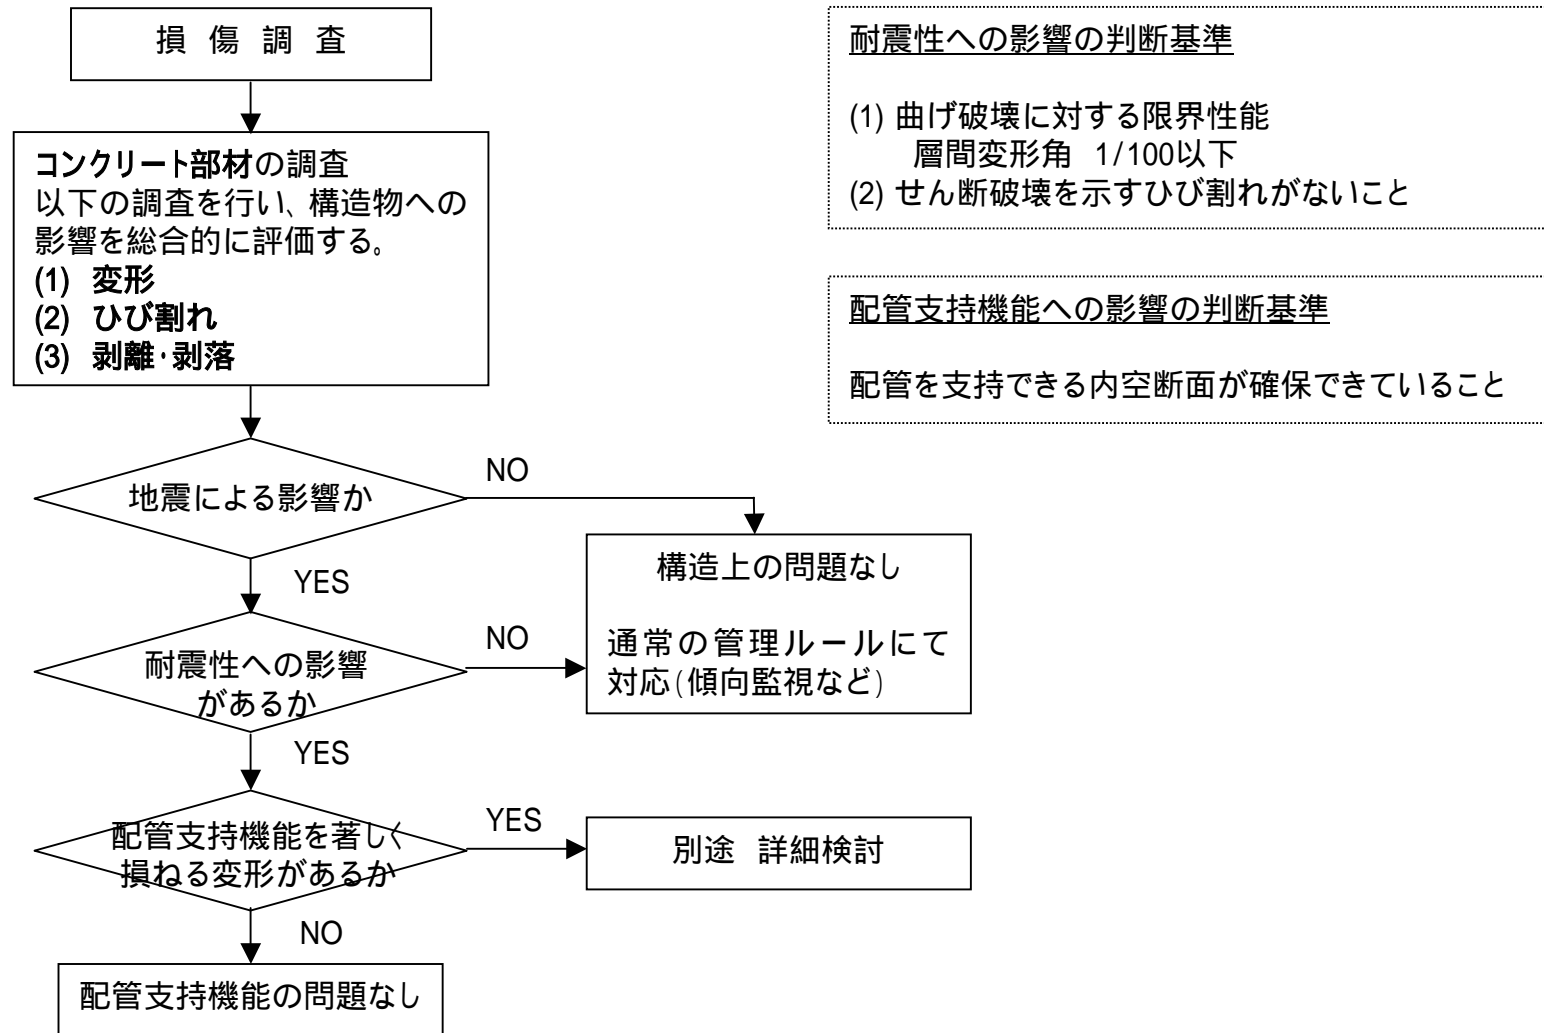 損 傷 調 査
コンクリート部材の調査
以下の調査を行い、構造物への
影響を総合的に評価する。
(1) 変形
(2) ひび割れ
(3) 剥離・剥落
地震による影響か
NO
YES
構造上の問題なし
通常の管理ルールにて
対応(傾向監視など)
耐震性への影響
があるか
NO
YES
配管支持機能を著しく
損ねる変形があるか
YES
別途 詳細検討
NO
配管支持機能の問題なし
耐震性への影響の判断基準
(1) 曲げ破壊に対する限界性能
層間変形角 1/100以下
(2) せん断破壊を示すひび割れがないこと
配管支持機能への影響の判断基準
配管を支持できる内空断面が確保できていること